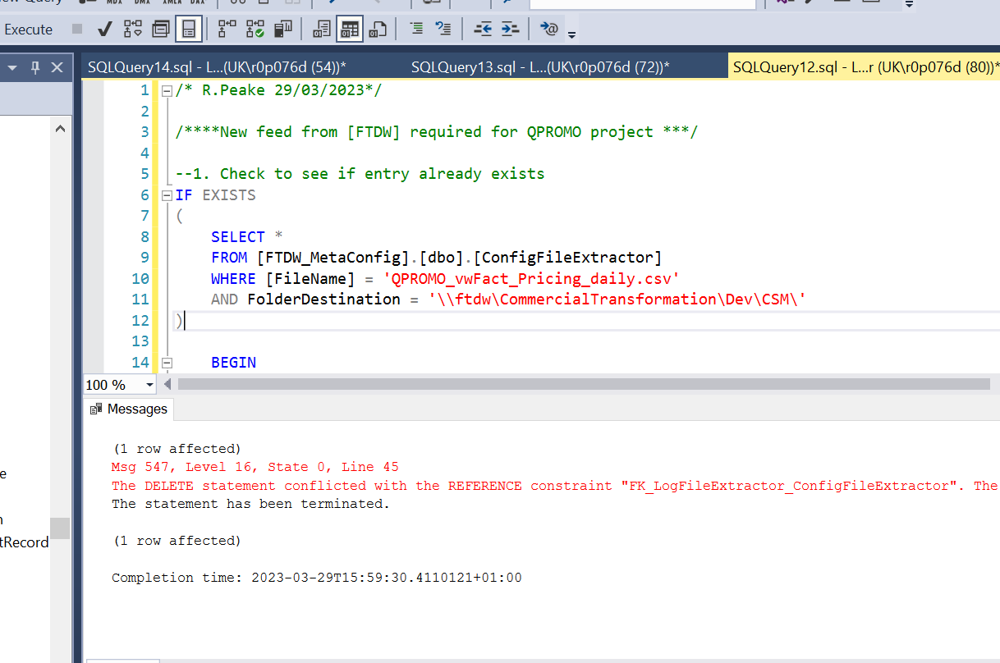 Query MDX DMX XMLA DAX
Execute
SQLQuery14.sql - L...(UK\r0p076d (54))*
SQLQuery13.sql - L...(UK\r0p076d (72))*
SQLQuery12.sql - L...r (UK\r0p076d (80))*
1 /* R.Peake 29/03/2023*/
2
3 /****New feed from [FTDW] required for QPROMO project ***/
4
5 --1. Check to see if entry already exists
6 IF EXISTS
7 (
8 SELECT *
9 FROM [FTDW_MetaConfig].[dbo].[ConfigFileExtractor]
10 WHERE [FileName] = 'QPROMO_vwFact_Pricing_daily.csv'
11 AND FolderDestination = '\\ftdw\CommercialTransformation\Dev\CSM\'
12 )
13
14 BEGIN
100 %
Messages
(1 row affected)
Msg 547, Level 16, State 0, Line 45
The DELETE statement conflicted with the REFERENCE constraint "FK_LogFileExtractor_ConfigFileExtractor". The
The statement has been terminated.
(1 row affected)
Completion time: 2023-03-29T15:59:30.4110121+01:00
e
n
tRecord